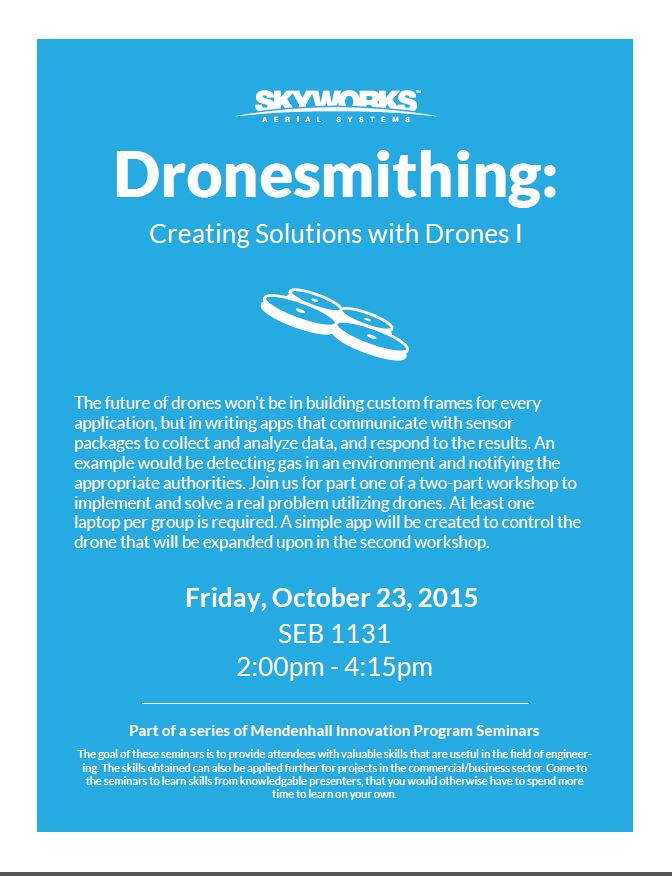 SKYWORKS™
AERIAL SYSTEMS
Dronesmithing:
Creating Solutions with Drones I
The future of drones won't be in building custom frames for every
application, but in writing apps that communicate with sensor
packages to collect and analyze data, and respond to the results. An
example would be detecting gas in an environment and notifying the
appropriate authorities. Join us for part one of a two-part workshop to
implement and solve a real problem utilizing drones. At least one
laptop per group is required. A simple app will be created to control the
drone that will be expanded upon in the second workshop.
Friday, October 23, 2015
SEB 1131
2:00pm - 4:15pm
Part of a series of Mendenhall Innovation Program Seminars
The goal of these seminars is to provide attendees with valuable skills that are useful in the field of engineer-
ing. The skills obtained can also be applied further for projects in the commercial/business sector. Come to
the seminars to learn skills from knowledgable presenters, that you would otherwise have to spend more
time to learn on your own.